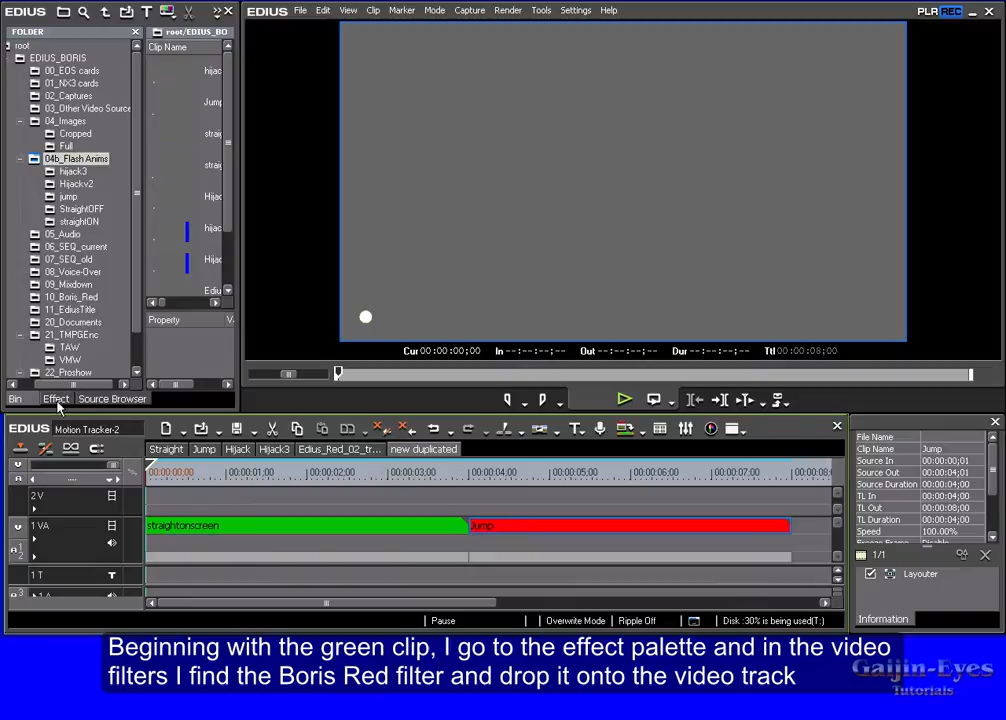 EDIUS
FOLDER
root
EDIUS_BORIS
00_EOS cards
01_NX3 cards
02_Captures
03_Other Video Source
04_Images
Cropped
Full
04b_Flash Anims
hijack3
Hijackv2
jump
StraightOFF
straightON
05_Audio
06_SEQ_current
07_SEQ_old
08_Voice-Over
09_Mixdown
10_Boris_Red
11_EdiusTitle
20_Documents
21_TMPGEnc
TAW
VMW
22_Proshow
root/EDIUS_BO
Clip Name
hijac
Jump
straig
straig
Hijac
hijac
Hijac
Ediu
Property
Bin Effect Source Browser
EDIUS File Edit View Clip Marker Mode Capture Render Tools Settings Help PLR REC
Cur 00:00:00;00 In --:--:--;-- Out --:--:--;-- Dur --:--:--;-- Ttl 00:00:08;00
EDIUS Motion Tracker-2
Straight Jump Hijack Hijack3 Edius_Red_02_tr... new duplicated
00:00:00;00 00:00:01;00 00:00:02;00 00:00:03;00 00:00:04;00 00:00:05;00 00:00:06;00 00:00:07;00 00:00:08;
2 V
1 VA straightonscreen Jump
1
2
1 T T
Pause Overwrite Mode Ripple Off Disk :30% is being used(T:)
File Name
Clip Name Jump
Source In 00:00:00;01
Source Out 00:00:04;01
Source Duration 00:00:04;00
TL In 00:00:04;00
TL Out 00:00:08;00
TL Duration 00:00:04;00
Speed 100.00%
1/1
Layouter
Information
Beginning with the green clip, I go to the effect palette and in the video
filters I find the Boris Red filter and drop it onto the video track
Gaijin-Eyes
Tutorials